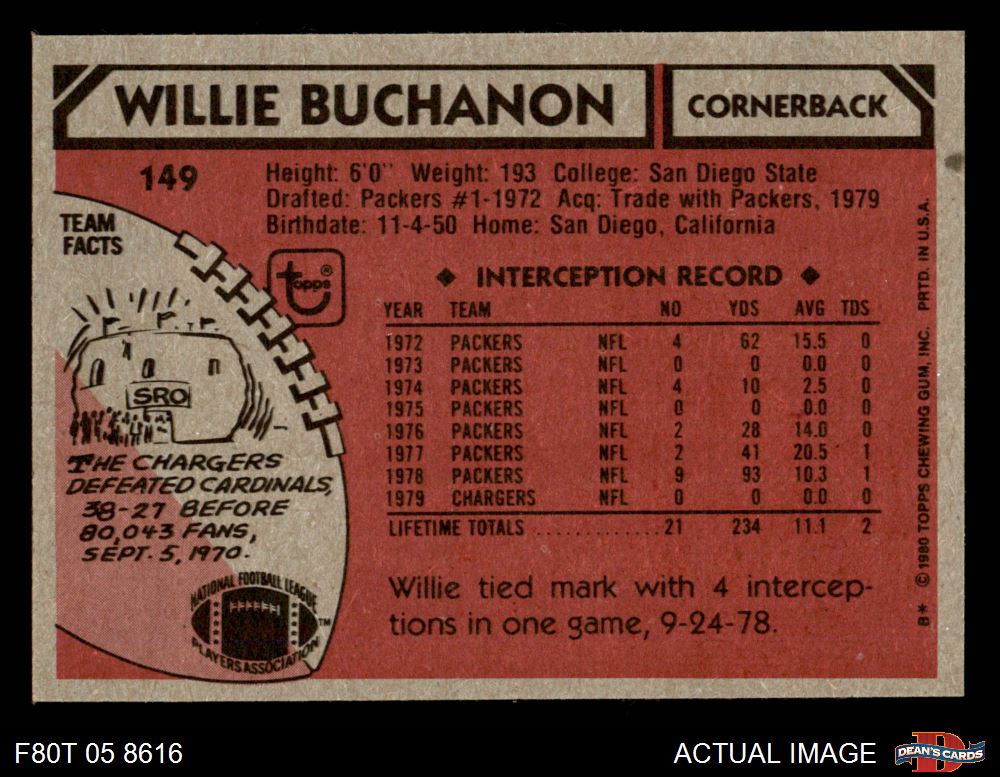 WILLIE BUCHANON
CORNERBACK
149
Height: 6'0" Weight: 193 College: San Diego State
Drafted: Packers #1-1972 Acq: Trade with Packers, 1979
Birthdate: 11-4-50 Home: San Diego, California
TEAM
FACTS
topps®
SRO
THE CHARGERS
DEFEATED CARDINALS,
38-27 BEFORE
80,043 FANS,
SEPT. 5, 1970.
NATIONAL FOOTBALL LEAGUE
PLAYERS ASSOCIATION
TM
◆ INTERCEPTION RECORD ◆
YEAR TEAM NO YDS AVG TDS
1972 PACKERS NFL 4 62 15.5 0
1973 PACKERS NFL 0 0 0.0 0
1974 PACKERS NFL 4 10 2.5 0
1975 PACKERS NFL 0 0 0.0 0
1976 PACKERS NFL 2 28 14.0 0
1977 PACKERS NFL 2 41 20.5 1
1978 PACKERS NFL 9 93 10.3 1
1979 CHARGERS NFL 0 0 0.0 0
LIFETIME TOTALS ............ 21 234 11.1 2
Willie tied mark with 4 intercep-
tions in one game, 9-24-78.
B* © 1980 TOPPS CHEWING GUM, INC. PRTD. IN U.S.A.
F80T 05 8616
ACTUAL IMAGE
D
DEAN'S CARDS